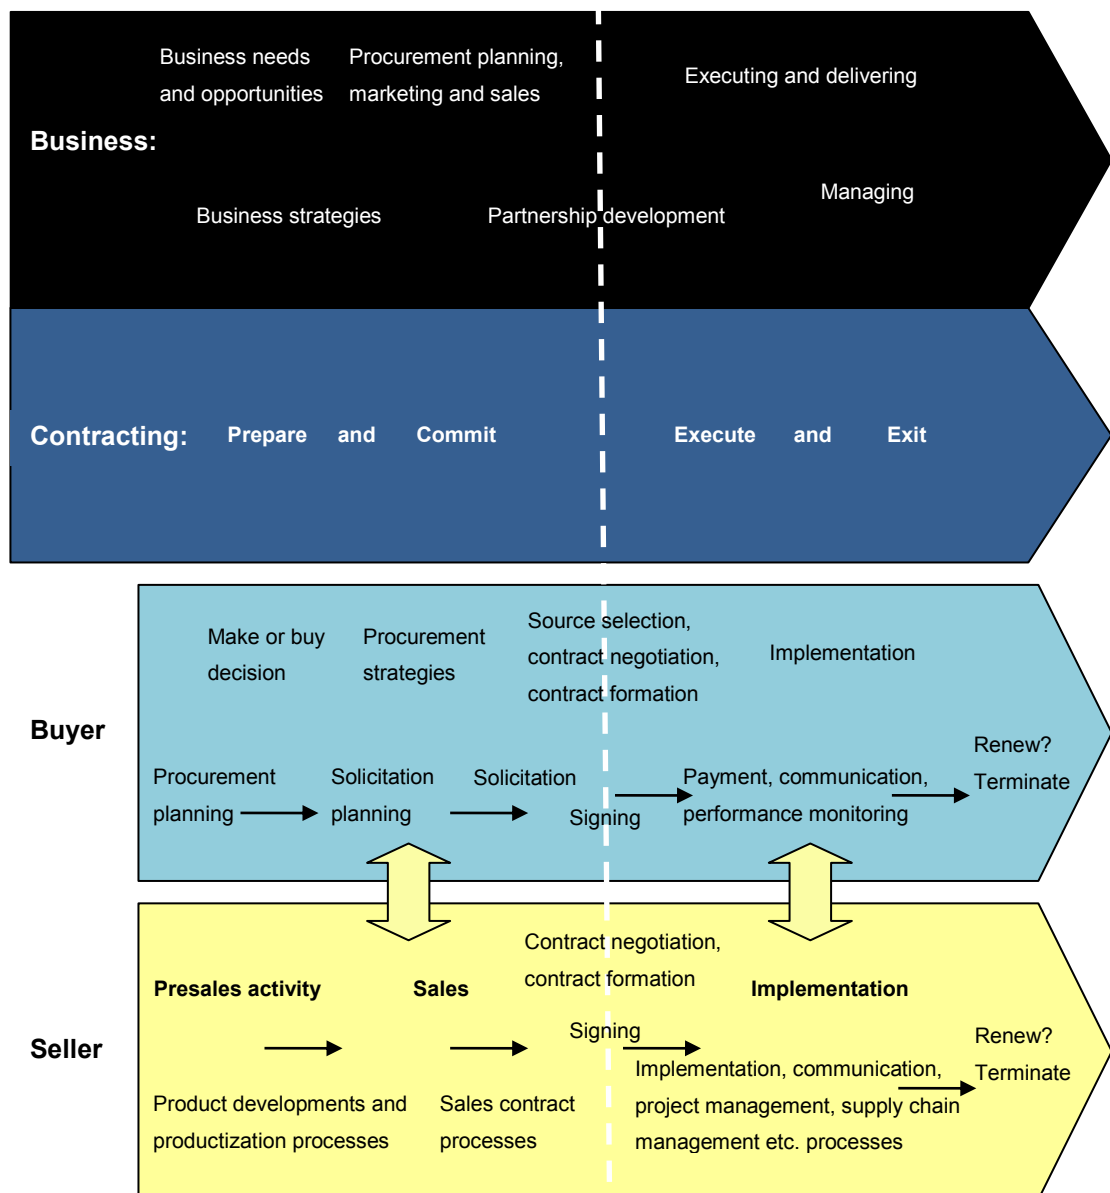 Business needs
and opportunities
Procurement planning,
marketing and sales
Executing and delivering
Business:
Managing
Business strategies
Partnership development
Contracting: Prepare and Commit Execute and Exit
Make or buy
decision
Procurement
strategies
Source selection,
contract negotiation,
contract formation
Implementation
Buyer
Procurement
planning
Solicitation
planning
Solicitation
Signing
Payment, communication,
performance monitoring
Renew?
Terminate
Contract negotiation,
contract formation
Presales activity
Sales
Implementation
Seller
Signing
Renew?
Terminate
Product developments and
productization processes
Sales contract
processes
Implementation, communication,
project management, supply chain
management etc. processes